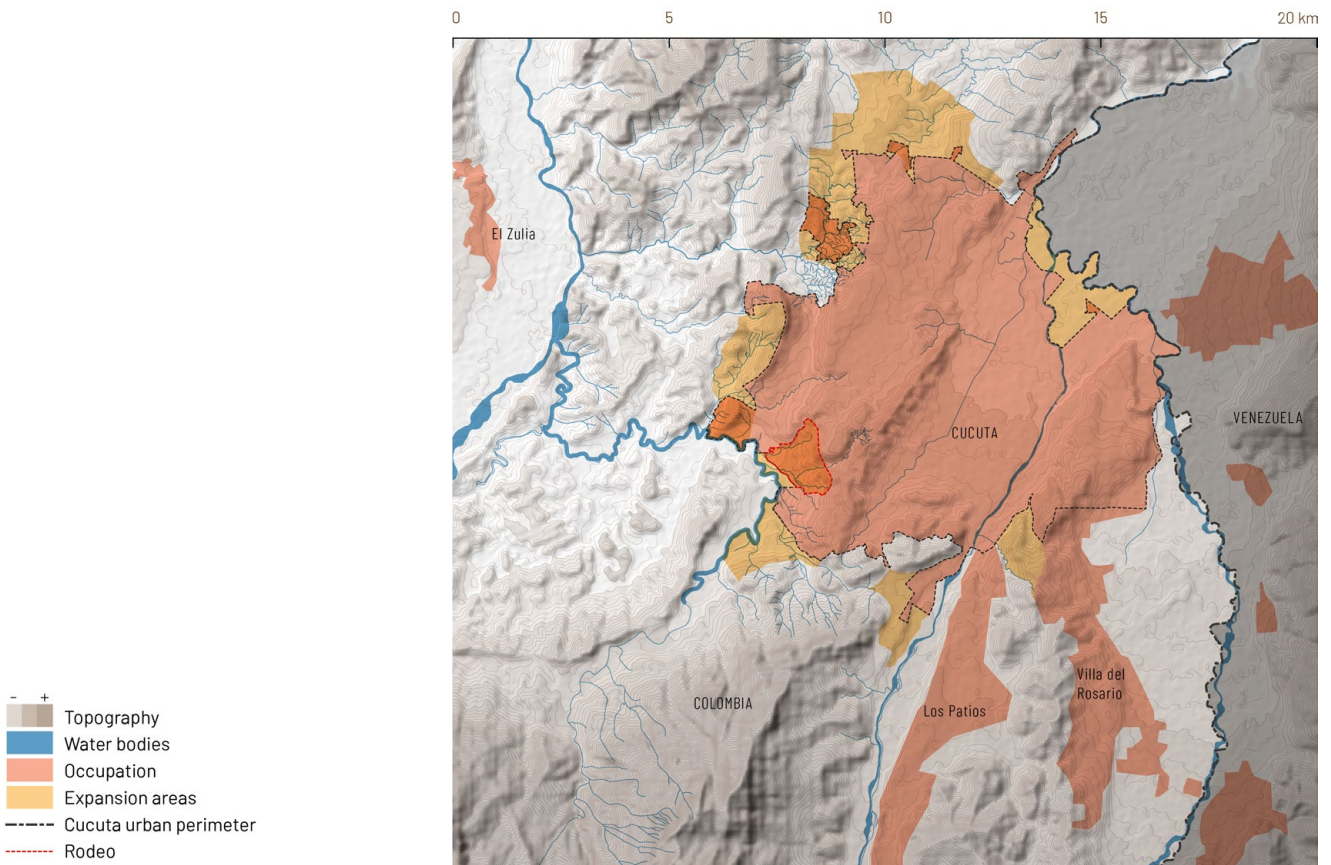 0 5 10 15 20 km
El Zulia
VENEZUELA
CUCUTA
Villa del
Rosario
COLOMBIA
Los Patios
- +
Topography
Water bodies
Occupation
Expansion areas
Cucuta urban perimeter
Rodeo